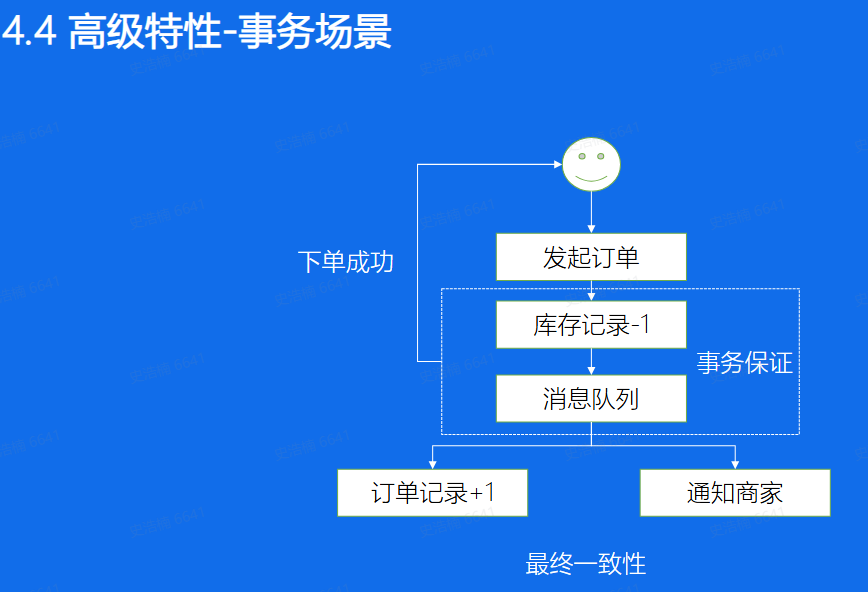 4.4 高级特性-事务场景
发起订单
下单成功
库存记录-1
事务保证
消息队列
订单记录+1
通知商家
最终一致性